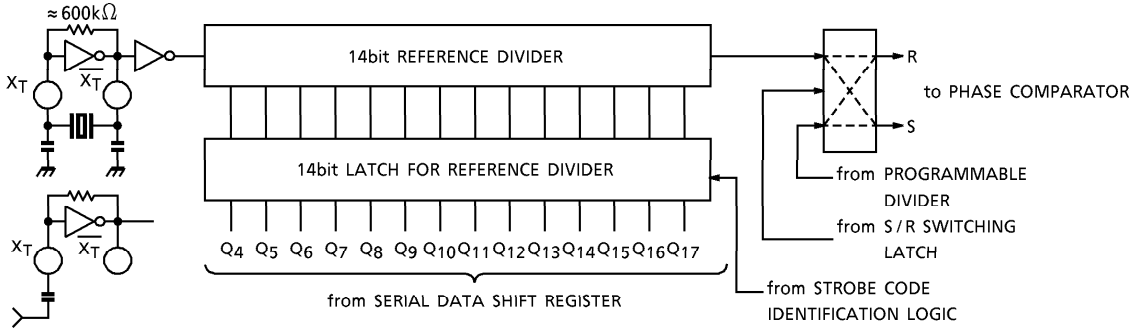 ≈600kΩ
XT
X̅T̅
14bit REFERENCE DIVIDER
R
to PHASE COMPARATOR
S
14bit LATCH FOR REFERENCE DIVIDER
from PROGRAMMABLE
DIVIDER
from S/R SWITCHING
LATCH
XT
X̅T̅
Q4 Q5 Q6 Q7 Q8 Q9 Q10 Q11 Q12 Q13 Q14 Q15 Q16 Q17
from SERIAL DATA SHIFT REGISTER
from STROBE CODE
IDENTIFICATION LOGIC